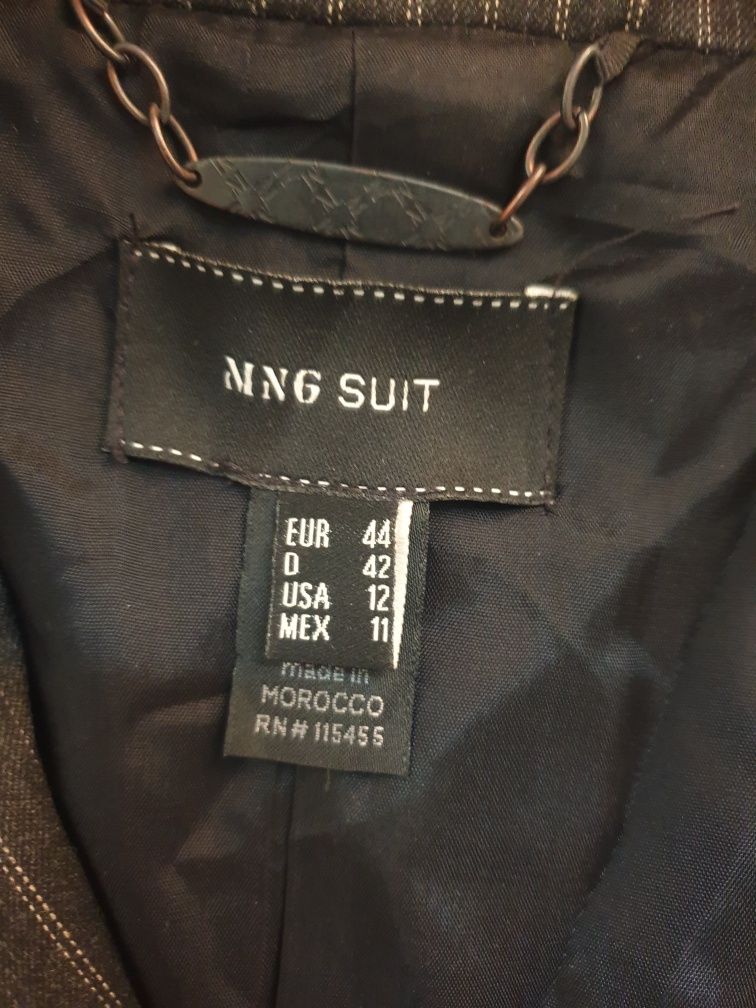 MNG SUIT
EUR 44
D 42
USA 12
MEX 11
made in
MOROCCO
RN# 115455